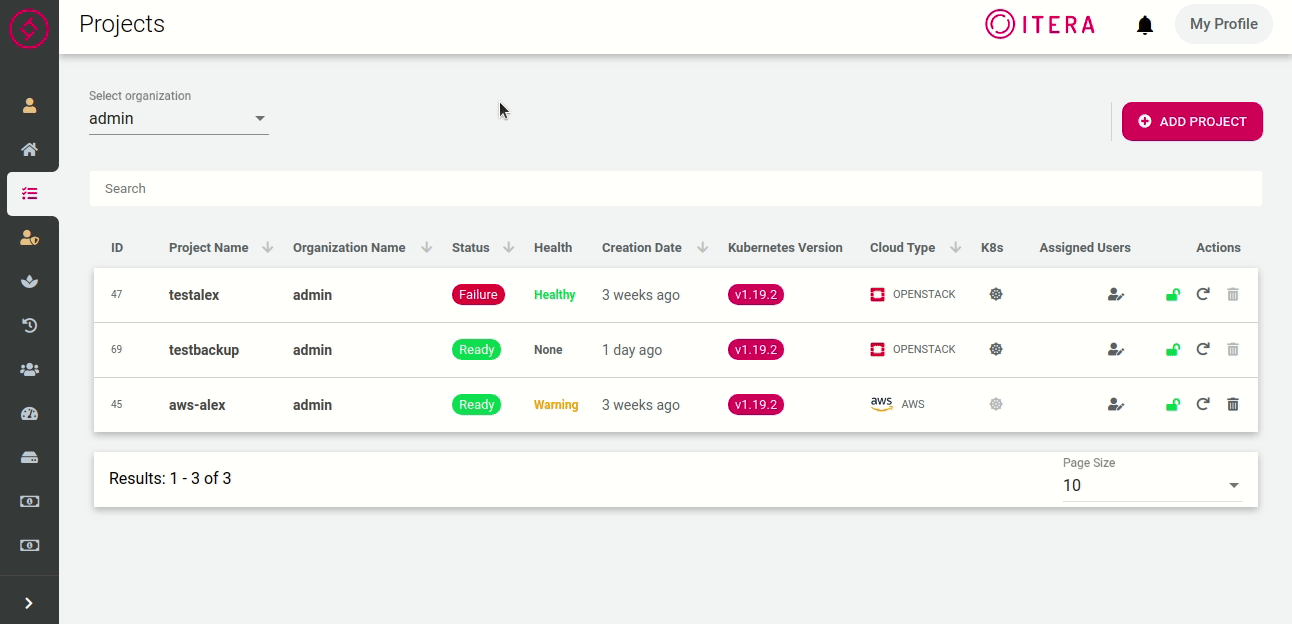 Projects
ITERA
My Profile
Select organization
admin
ADD PROJECT
Search
ID Project Name Organization Name Status Health Creation Date Kubernetes Version Cloud Type K8s Assigned Users Actions
47 testalex admin Failure Healthy 3 weeks ago v1.19.2 OPENSTACK
69 testbackup admin Ready None 1 day ago v1.19.2 OPENSTACK
45 aws-alex admin Ready Warning 3 weeks ago v1.19.2 aws AWS
Results: 1 - 3 of 3
Page Size
10